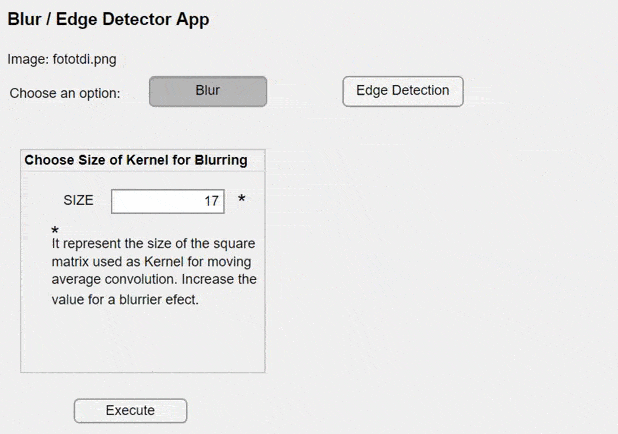 Blur / Edge Detector App
Image: fototdi.png
Choose an option:
Blur
Edge Detection
Choose Size of Kernel for Blurring
SIZE 17 *
*
It represent the size of the square
matrix used as Kernel for moving
average convolution. Increase the
value for a blurrier efect.
Execute